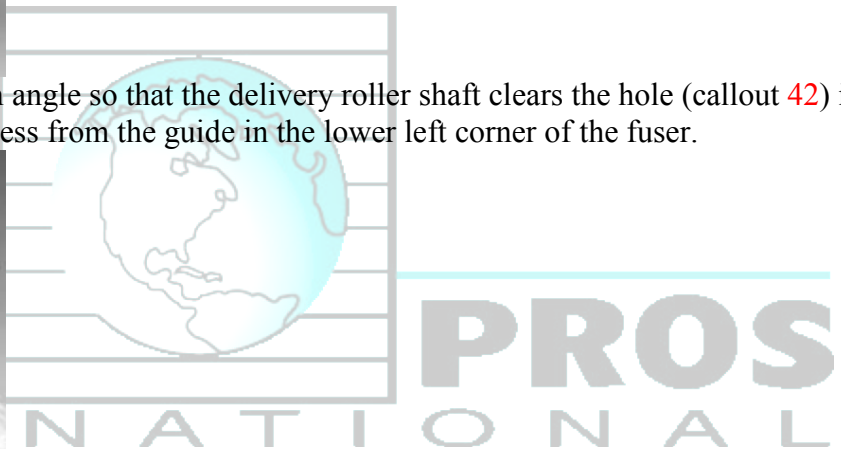 angle so that the delivery roller shaft clears the hole (callout 42)
from the guide in the lower left corner of the fuser.
PROS
NATIONAL